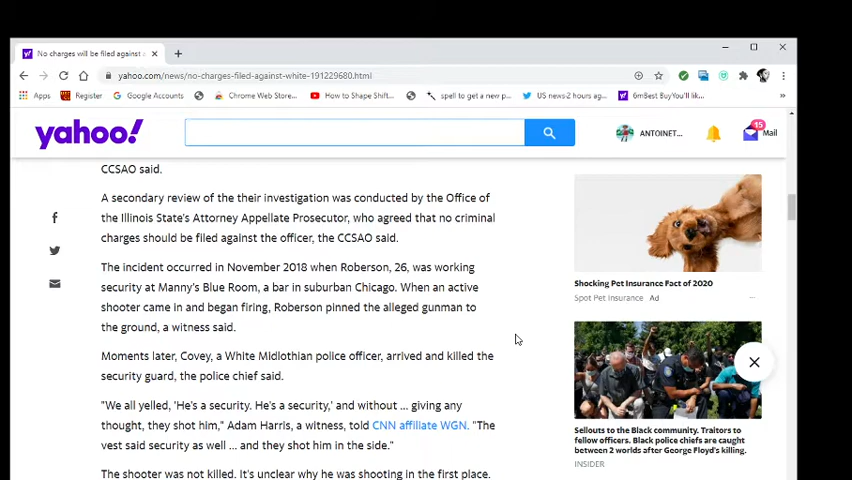 No charges will be filed against
yahoo.com/news/no-charges-filed-against-white-191229680.html
Apps
Register
Google Accounts
Chrome Web Store...
How to Shape Shift...
spell to get a new p...
US news-2 hours ag...
6mBest BuyYou'll lik...
»
yahoo!
ANTOINET...
15
Mail
CCSAO said.
A secondary review of the their investigation was conducted by the Office of
the Illinois State's Attorney Appellate Prosecutor, who agreed that no criminal
charges should be filed against the officer, the CCSAO said.
The incident occurred in November 2018 when Roberson, 26, was working
security at Manny's Blue Room, a bar in suburban Chicago. When an active
shooter came in and began firing, Roberson pinned the alleged gunman to
the ground, a witness said.
Moments later, Covey, a White Midlothian police officer, arrived and killed the
security guard, the police chief said.
"We all yelled, 'He's a security. He's a security,' and without ... giving any
thought, they shot him," Adam Harris, a witness, told CNN affiliate WGN. "The
vest said security as well ... and they shot him in the side."
The shooter was not killed. It's unclear why he was shooting in the first place.
Shocking Pet Insurance Fact of 2020
Spot Pet Insurance Ad
Sellouts to the Black community. Traitors to
fellow officers. Black police chiefs are caught
between 2 worlds after George Floyd's killing.
INSIDER